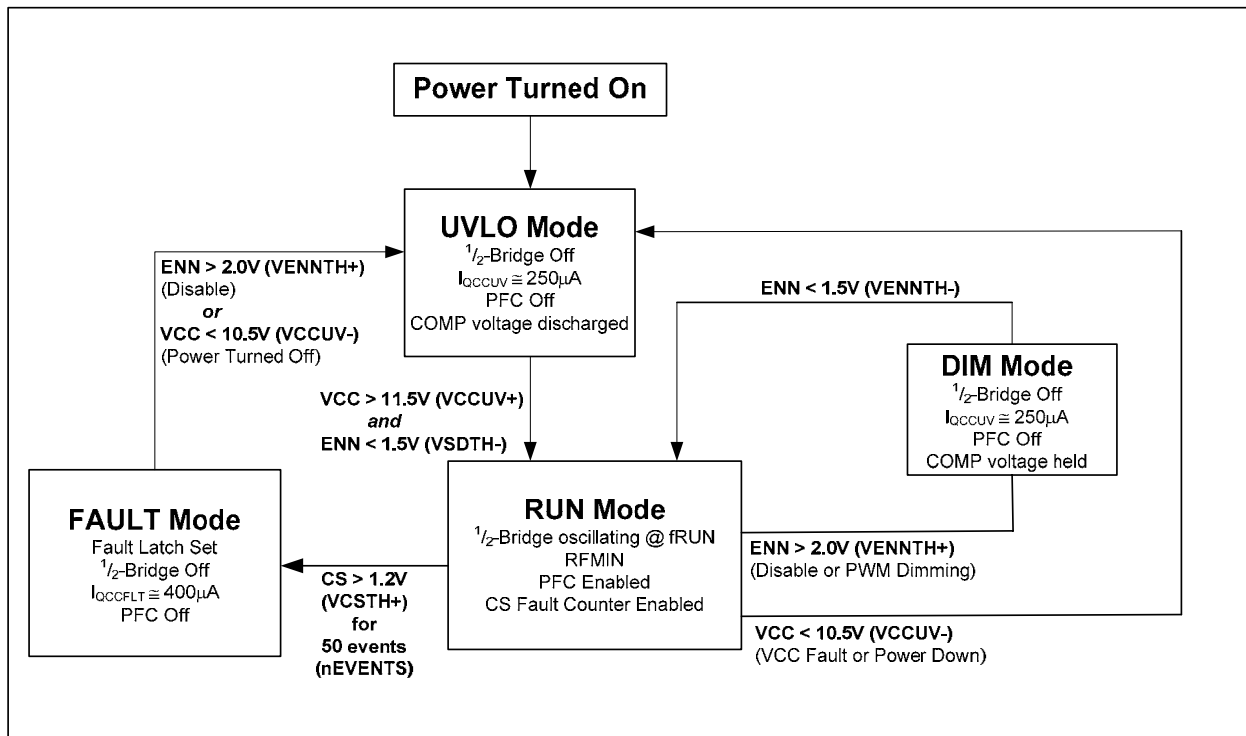 Power Turned On
UVLO Mode
1/2-Bridge Off
IQCCUV ≅ 250µA
PFC Off
COMP voltage discharged
ENN > 2.0V (VENNTH+)
(Disable)
or
VCC < 10.5V (VCCUV-)
(Power Turned Off)
ENN < 1.5V (VENNTH-)
DIM Mode
1/2-Bridge Off
IQCCUV ≅ 250µA
PFC Off
COMP voltage held
VCC > 11.5V (VCCUV+)
and
ENN < 1.5V (VSDTH-)
FAULT Mode
Fault Latch Set
1/2-Bridge Off
IQCCFLT ≅ 400µA
PFC Off
CS > 1.2V
(VCSTH+)
for
50 events
(nEVENTS)
RUN Mode
1/2-Bridge oscillating @ fRUN
RFMIN
PFC Enabled
CS Fault Counter Enabled
ENN > 2.0V (VENNTH+)
(Disable or PWM Dimming)
VCC < 10.5V (VCCUV-)
(VCC Fault or Power Down)